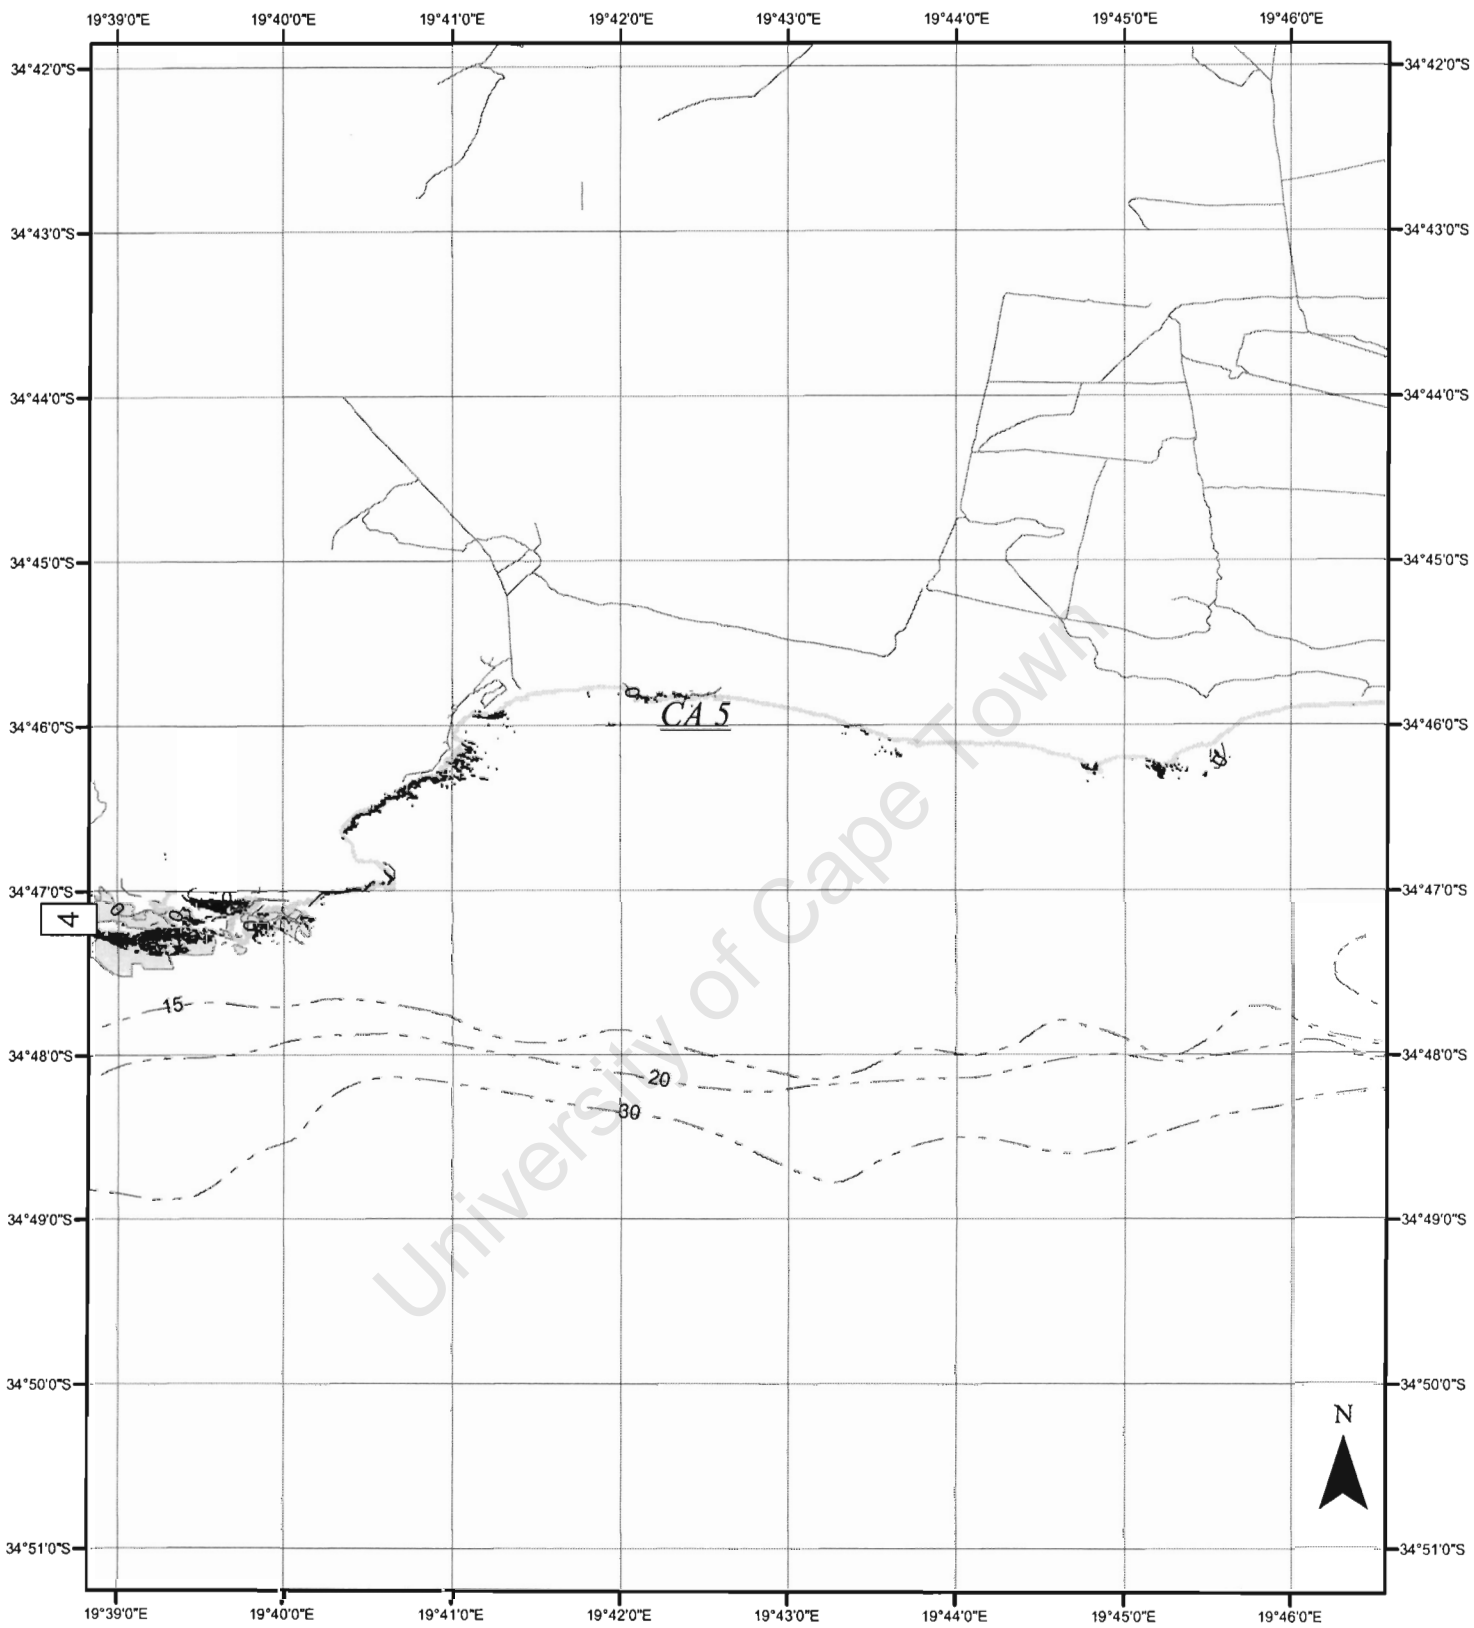 19°39'0"E 19°40'0"E 19°41'0"E 19°42'0"E 19°43'0"E 19°44'0"E 19°45'0"E 19°46'0"E
34°42'0"S 34°42'0"S
34°43'0"S 34°43'0"S
34°44'0"S 34°44'0"S
34°45'0"S 34°45'0"S
0
CA 5
34°46'0"S 34°46'0"S
0
34°47'0"S 34°47'0"S
0 0 0 0
4
15
34°48'0"S 34°48'0"S
20
30
34°49'0"S 34°49'0"S
University of Cape Town
34°50'0"S 34°50'0"S
N
34°51'0"S 34°51'0"S
19°39'0"E 19°40'0"E 19°41'0"E 19°42'0"E 19°43'0"E 19°44'0"E 19°45'0"E 19°46'0"E